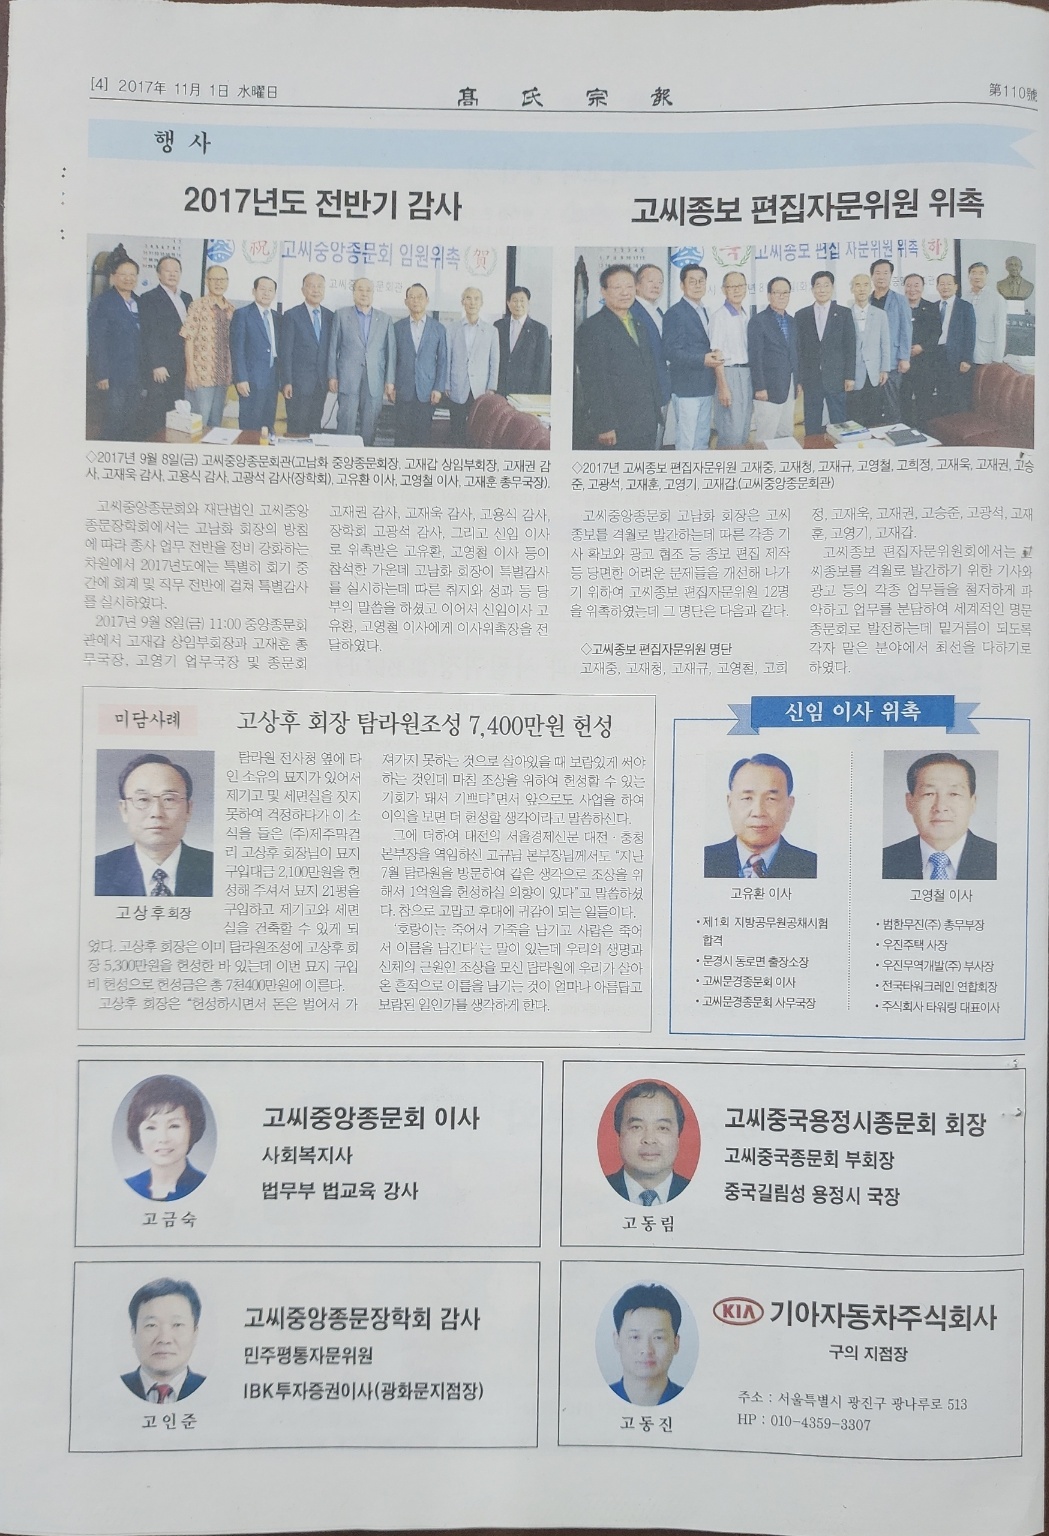 [4] 2017年 11月 1日 水曜日
髙氏宗報
第110號
행사
2017년도 전반기 감사
祝 고씨중앙종문회 임원위촉 賀
◇2017년 9월 8일(금) 고씨중앙종문회관(고남화 중앙종문회장, 고재갑 상임부회장, 고재권 감
사, 고재욱 감사, 고용식 감사, 고광석 감사(장학회), 고유환 이사, 고영철 이사, 고재훈 총무국장).
고씨중앙종문회와 재단법인 고씨중앙
종문장학회에서는 고남화 회장의 방침
에 따라 종사 업무 전반을 정비 강화하는
차원에서 2017년도에는 특별히 회기 중
간에 회계 및 직무 전반에 걸쳐 특별감사
를 실시하였다.
2017년 9월 8일(금) 11:00 중앙종문회
관에서 고재갑 상임부회장과 고재훈 총
무국장, 고영기 업무국장 및 종문회
고재권 감사, 고재욱 감사, 고용식 감사,
장학회 고광석 감사, 그리고 신임 이사
로 위촉받은 고유환, 고영철 이사 등이
참석한 가운데 고남화 회장이 특별감사
를 실시하는데 따른 취지와 성과 등 당
부의 말씀을 하셨고 이어서 신임이사 고
유환, 고영철 이사에게 이사위촉장을 전
달하였다.
고씨종보 편집자문위원 위촉
축 고씨종보 편집 자문위원 위촉 하
◇2017년 고씨종보 편집자문위원 고재중, 고재청, 고재규, 고영철, 고희정, 고재욱, 고재권, 고승
준, 고광석, 고재훈, 고영기, 고재갑.(고씨중앙종문회관)
고씨중앙종문회 고남화 회장은 고씨
종보를 격월로 발간하는데 따른 각종 기
사 확보와 광고 협조 등 종보 편집 제작
등 당면한 어려운 문제들을 개선해 나가
기 위하여 고씨종보 편집자문위원 12명
을 위촉하였는데 그 명단은 다음과 같다.
◇고씨종보 편집자문위원 명단
고재중, 고재청, 고재규, 고영철, 고희
정, 고재욱, 고재권, 고승준, 고광석, 고재
훈, 고영기, 고재갑.
고씨종보 편집자문위원회에서는 고
씨종보를 격월로 발간하기 위한 기사와
광고 등의 각종 업무들을 철저하게 파
악하고 업무를 분담하여 세계적인 명문
종문회로 발전하는데 밑거름이 되도록
각자 맡은 분야에서 최선을 다하기로
하였다.
미담사례
고상후 회장 탐라원조성 7,400만원 헌성
고상후 회장
탐라원 전사청 옆에 타
인 소유의 묘지가 있어서
제기고 및 세면실을 짓지
못하여 걱정하다가 이 소
식을 들은 (주)제주막걸
리 고상후 회장님이 묘지
구입대금 2,100만원을 헌
성해 주셔서 묘지 21평을
구입하고 제기고와 세면
실을 건축할 수 있게 되
었다. 고상후 회장은 이미 탐라원조성에 고상후 회
장 5,300만원을 헌성한 바 있는데 이번 묘지 구입
비 헌성으로 헌성금은 총 7천400만원에 이른다.
고상후 회장은 "헌성하시면서 돈은 벌어서 가
져가지 못하는 것으로 살아있을 때 보람있게 써야
하는 것인데 마침 조상을 위하여 헌성할 수 있는
기회가 돼서 기쁘다"면서 앞으로도 사업을 하여
이익을 보면 더 헌성할 생각이라고 말씀하신다.
그에 더하여 대전의 서울경제신문 대전·충청
본부장을 역임하신 고규남 본부장님께서도 "지난
7월 탐라원을 방문하여 같은 생각으로 조상을 위
해서 1억원을 헌성하실 의향이 있다"고 말씀하셨
다. 참으로 고맙고 후대에 귀감이 되는 일들이다.
'호랑이는 죽어서 가죽을 남기고 사람은 죽어
서 이름을 남긴다'는 말이 있는데 우리의 생명과
신체의 근원인 조상을 모신 탐라원에 우리가 살아
온 흔적으로 이름을 남기는 것이 얼마나 아름답고
보람된 일인가를 생각하게 한다.
신임 이사 위촉
고유환 이사
• 제1회 지방공무원공채시험
합격
• 문경시 동로면 출장소장
• 고씨문경종문회 이사
• 고씨문경종문회 사무국장
고영철 이사
• 범한무진(주) 총무부장
• 우진주택 사장
• 우진무역개발(주) 부사장
• 전국타워크레인 연합회장
• 주식회사 타워링 대표이사
고금숙
고씨중앙종문회 이사
사회복지사
법무부 법교육 강사
고동림
고씨중국용정시종문회 회장
고씨중국종문회 부회장
중국길림성 용정시 국장
고인준
고씨중앙종문장학회 감사
민주평통자문위원
IBK투자증권이사(광화문지점장)
고동진
KIA 기아자동차주식회사
구의 지점장
주소 : 서울특별시 광진구 광나루로 513
HP : 010-4359-3307